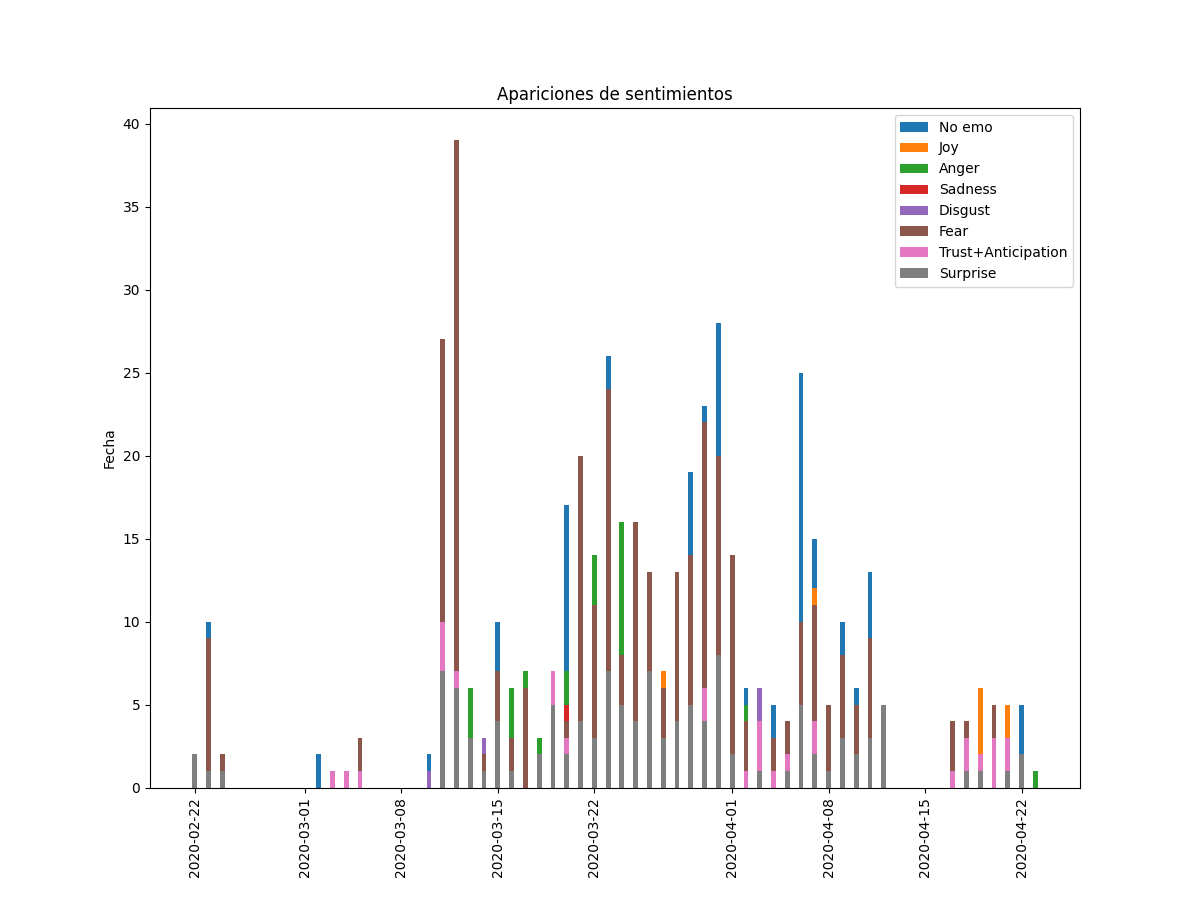 Apariciones de sentimientos
No emo
Joy
Anger
Sadness
Disgust
Fear
Trust+Anticipation
Surprise
Fecha
40
35
30
25
20
15
10
5
0
2020-02-22
2020-03-01
2020-03-08
2020-03-15
2020-03-22
2020-04-01
2020-04-08
2020-04-15
2020-04-22